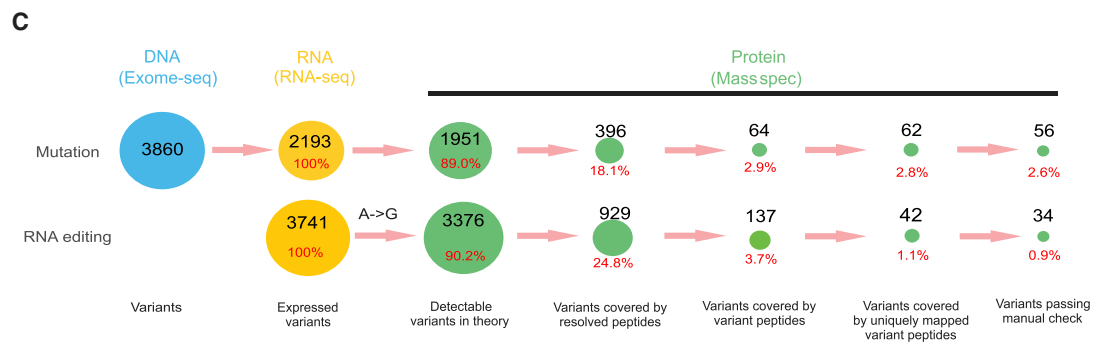 C
DNA
(Exome-seq)
RNA
(RNA-seq)
Protein
(Mass spec)
Mutation
3860
2193
100%
1951
89.0%
396
18.1%
64
2.9%
62
2.8%
56
2.6%
RNA editing
3741
100%
A->G
3376
90.2%
929
24.8%
137
3.7%
42
1.1%
34
0.9%
Variants
Expressed
variants
Detectable
variants in theory
Variants covered by
resolved peptides
Variants covered by
variant peptides
Variants covered
by uniquely mapped
variant peptides
Variants passing
manual check